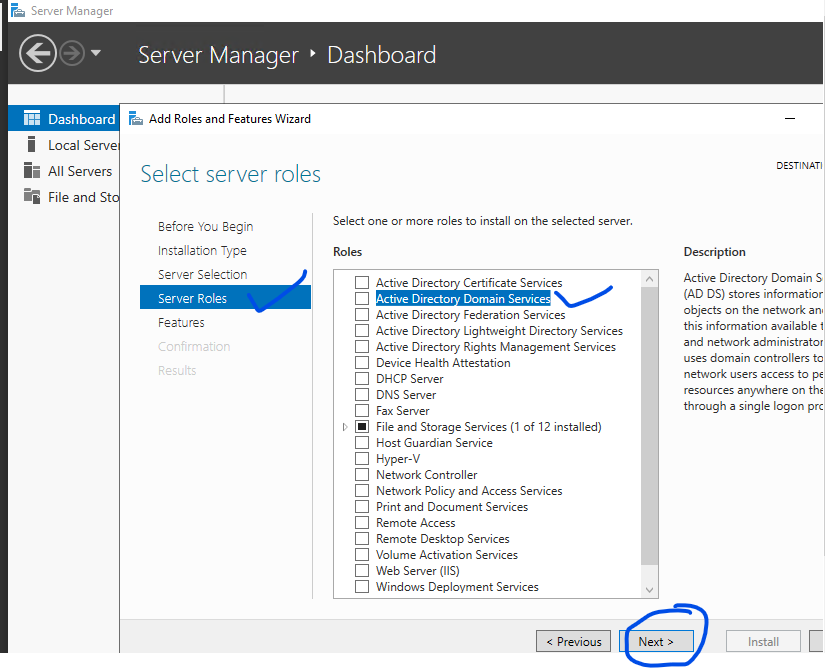 Server Manager
Server Manager ‣ Dashboard
Dashboard
Local Server
All Servers
File and Sto
Add Roles and Features Wizard
Select server roles
DESTINATI
Before You Begin
Installation Type
Server Selection
Server Roles
Features
Confirmation
Results
Select one or more roles to install on the selected server.
Roles
Active Directory Certificate Services
Active Directory Domain Services
Active Directory Federation Services
Active Directory Lightweight Directory Services
Active Directory Rights Management Services
Device Health Attestation
DHCP Server
DNS Server
Fax Server
File and Storage Services (1 of 12 installed)
Host Guardian Service
Hyper-V
Network Controller
Network Policy and Access Services
Print and Document Services
Remote Access
Remote Desktop Services
Volume Activation Services
Web Server (IIS)
Windows Deployment Services
Description
Active Directory Domain S
(AD DS) stores information
objects on the network an
this information available t
and network administrator
uses domain controllers to
network users access to pe
resources anywhere on the
through a single logon pro
< Previous
Next >
Install